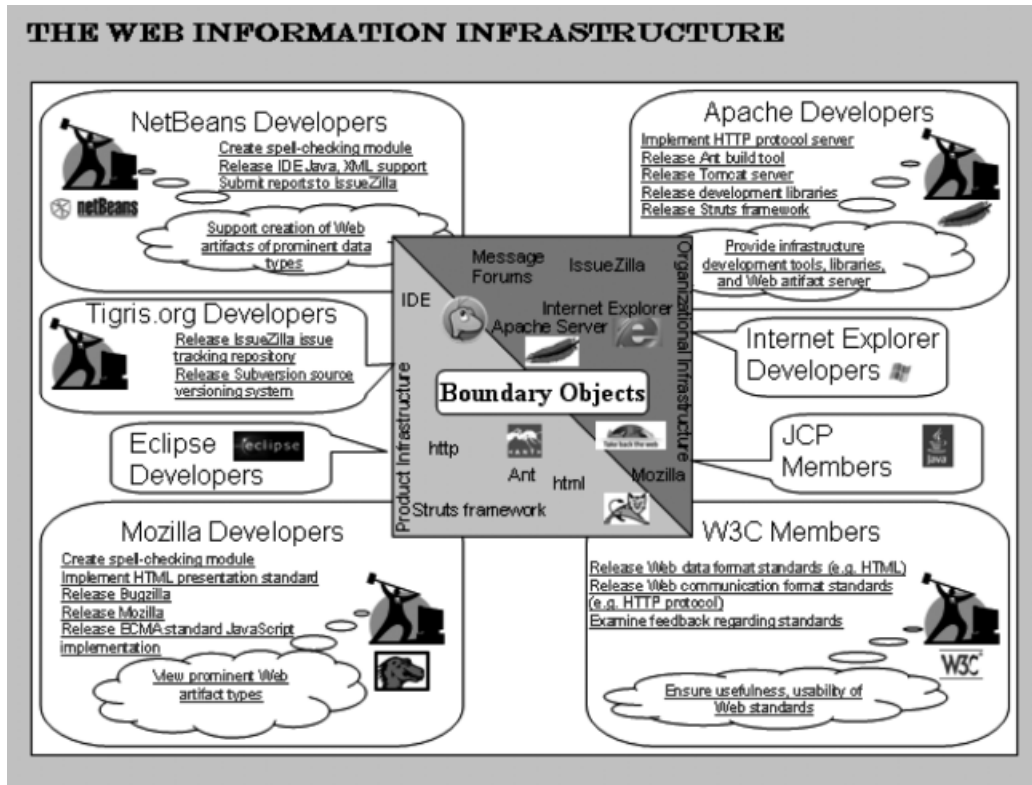 THE WEB INFORMATION INFRASTRUCTURE
NetBeans Developers
Create spell-checking module
Release IDE Java, XML support
Submit reports to IssueZilla
netBeans
Support creation of Web
artifacts of prominent data
types
Apache Developers
Implement HTTP protocol server
Release Ant build tool
Release Tomcat server
Release development libraries
Release Struts framework
Provide infrastructure
development tools, libraries,
and Web artifact server
Tigris.org Developers
Release IssueZilla issue
tracking repository
Release Subversion source
versioning system
Message
Forums
IssueZilla
IDE
Internet Explorer
Apache Server
Organizational Infrastructure
Boundary Objects
Product Infrastructure
http
Ant
html
Take back the web
Mozilla
Struts framework
Internet Explorer
Developers
Eclipse
Developers
eclipse
JCP
Members
Java
Mozilla Developers
Create spell-checking module
Implement HTML presentation standard
Release Bugzilla
Release Mozilla
Release ECMA standard JavaScript
implementation
View prominent Web
artifact types
W3C Members
Release Web data format standards (e.g. HTML)
Release Web communication format standards
(e.g. HTTP protocol)
Examine feedback regarding standards
W3C
Ensure usefulness, usability of
Web standards